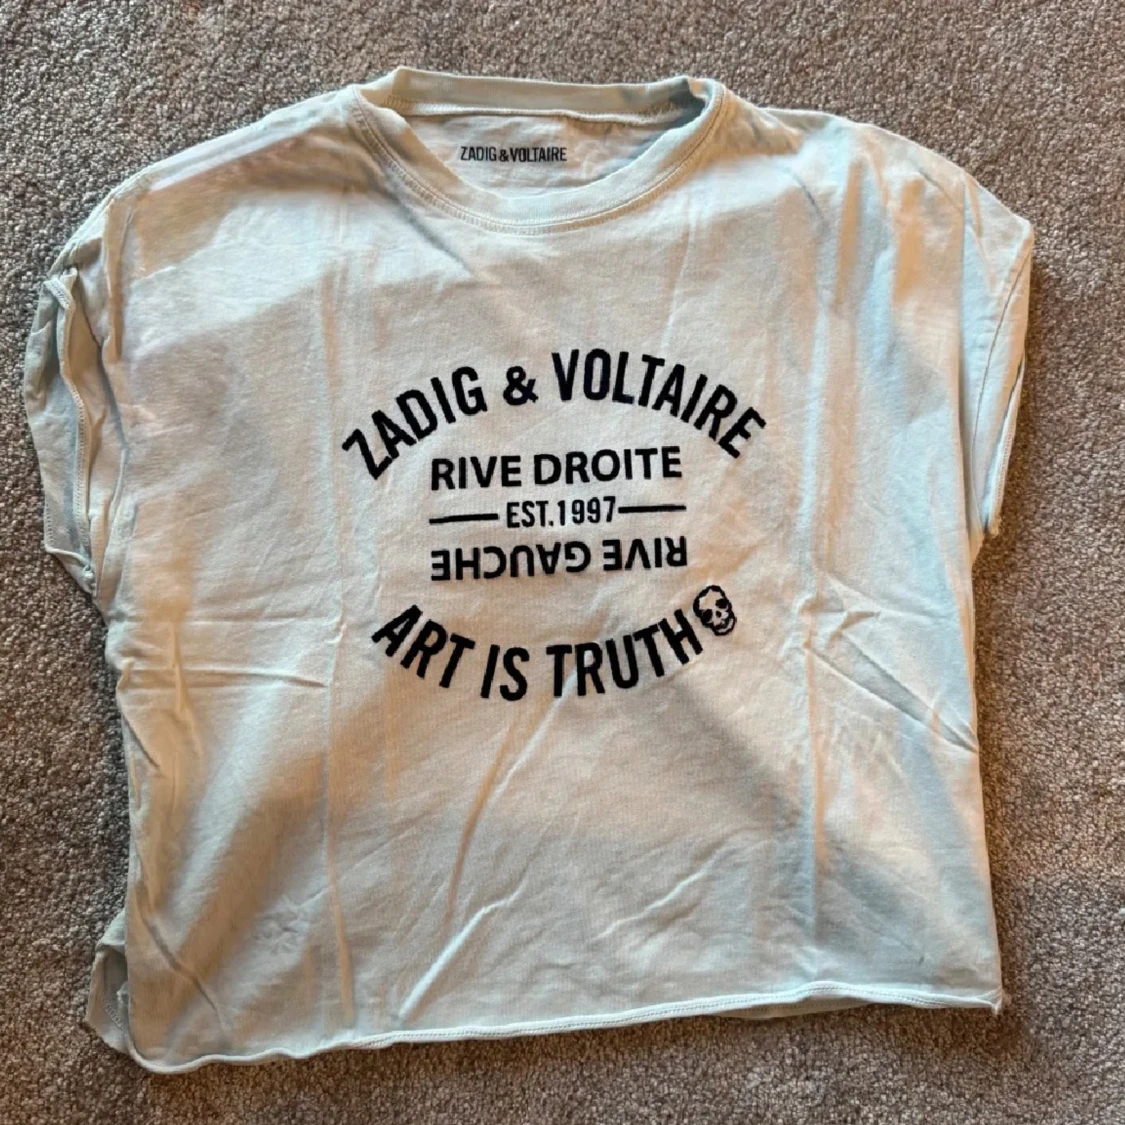 ZADIG & VOLTAIRE
ZADIG & VOLTAIRE
RIVE DROITE
EST.1997
RIVE GAUCHE
ART IS TRUTH